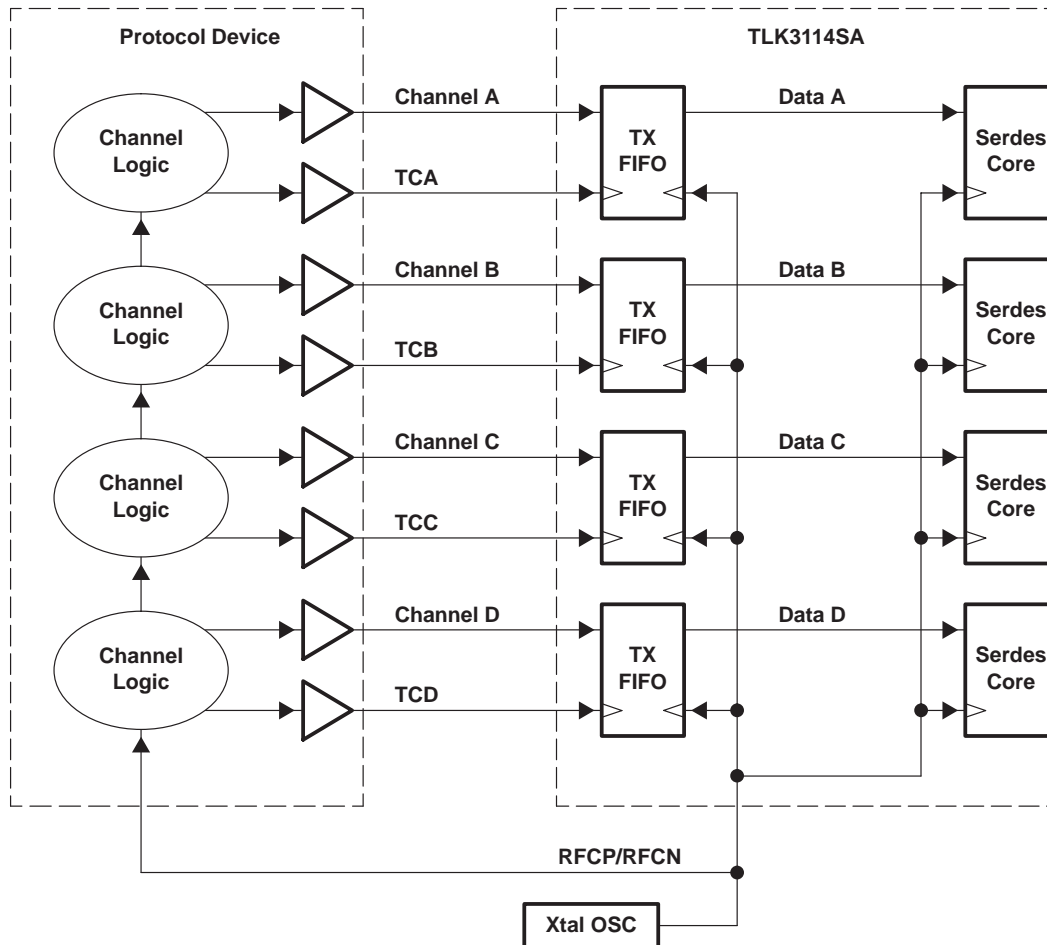 Protocol Device
TLK3114SA
Channel
Logic
Channel A
TCA
TX
FIFO
Data A
Serdes
Core
Channel
Logic
Channel B
TCB
TX
FIFO
Data B
Serdes
Core
Channel
Logic
Channel C
TCC
TX
FIFO
Data C
Serdes
Core
Channel
Logic
Channel D
TCD
TX
FIFO
Data D
Serdes
Core
RFCP/RFCN
Xtal OSC